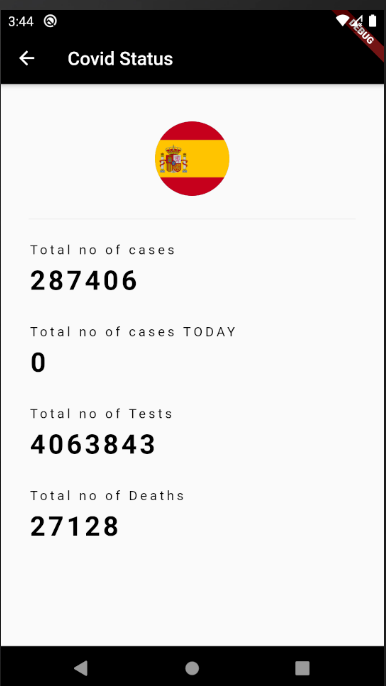 3:44
DEBUG
Covid Status
Total no of cases
287406
Total no of cases TODAY
0
Total no of Tests
4063843
Total no of Deaths
27128